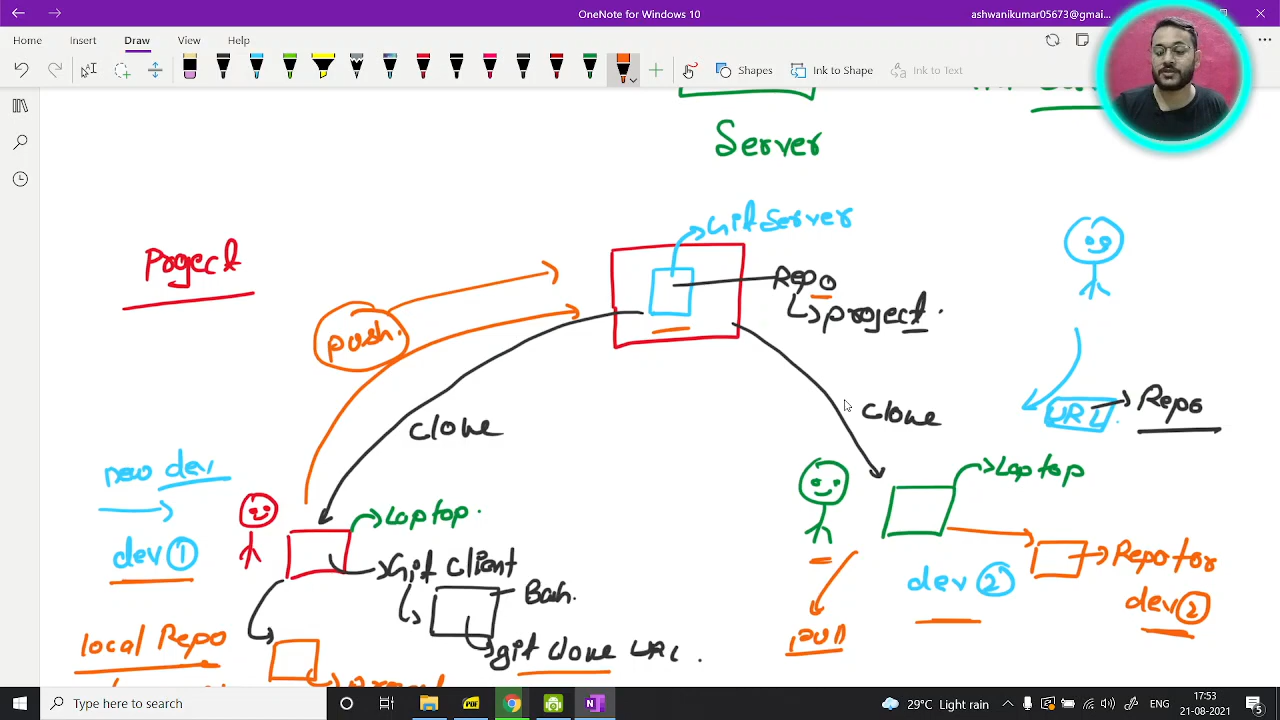 OneNote for Windows 10
ashwanikumar05673@gmai...
Home Insert Draw View Help
Shapes Ink to Shape Ink to Text
Server
Git Server
Project
Repo
project.
push.
clone
clone
URL
Repo
new dev
Laptop.
Laptop
dev 1
Git client
Bash.
dev 2
Repo for
dev 2
local Repo
git clone URL.
pull
project
Type here to search
29°C Light rain
ENG
17:53
21-08-2021
5